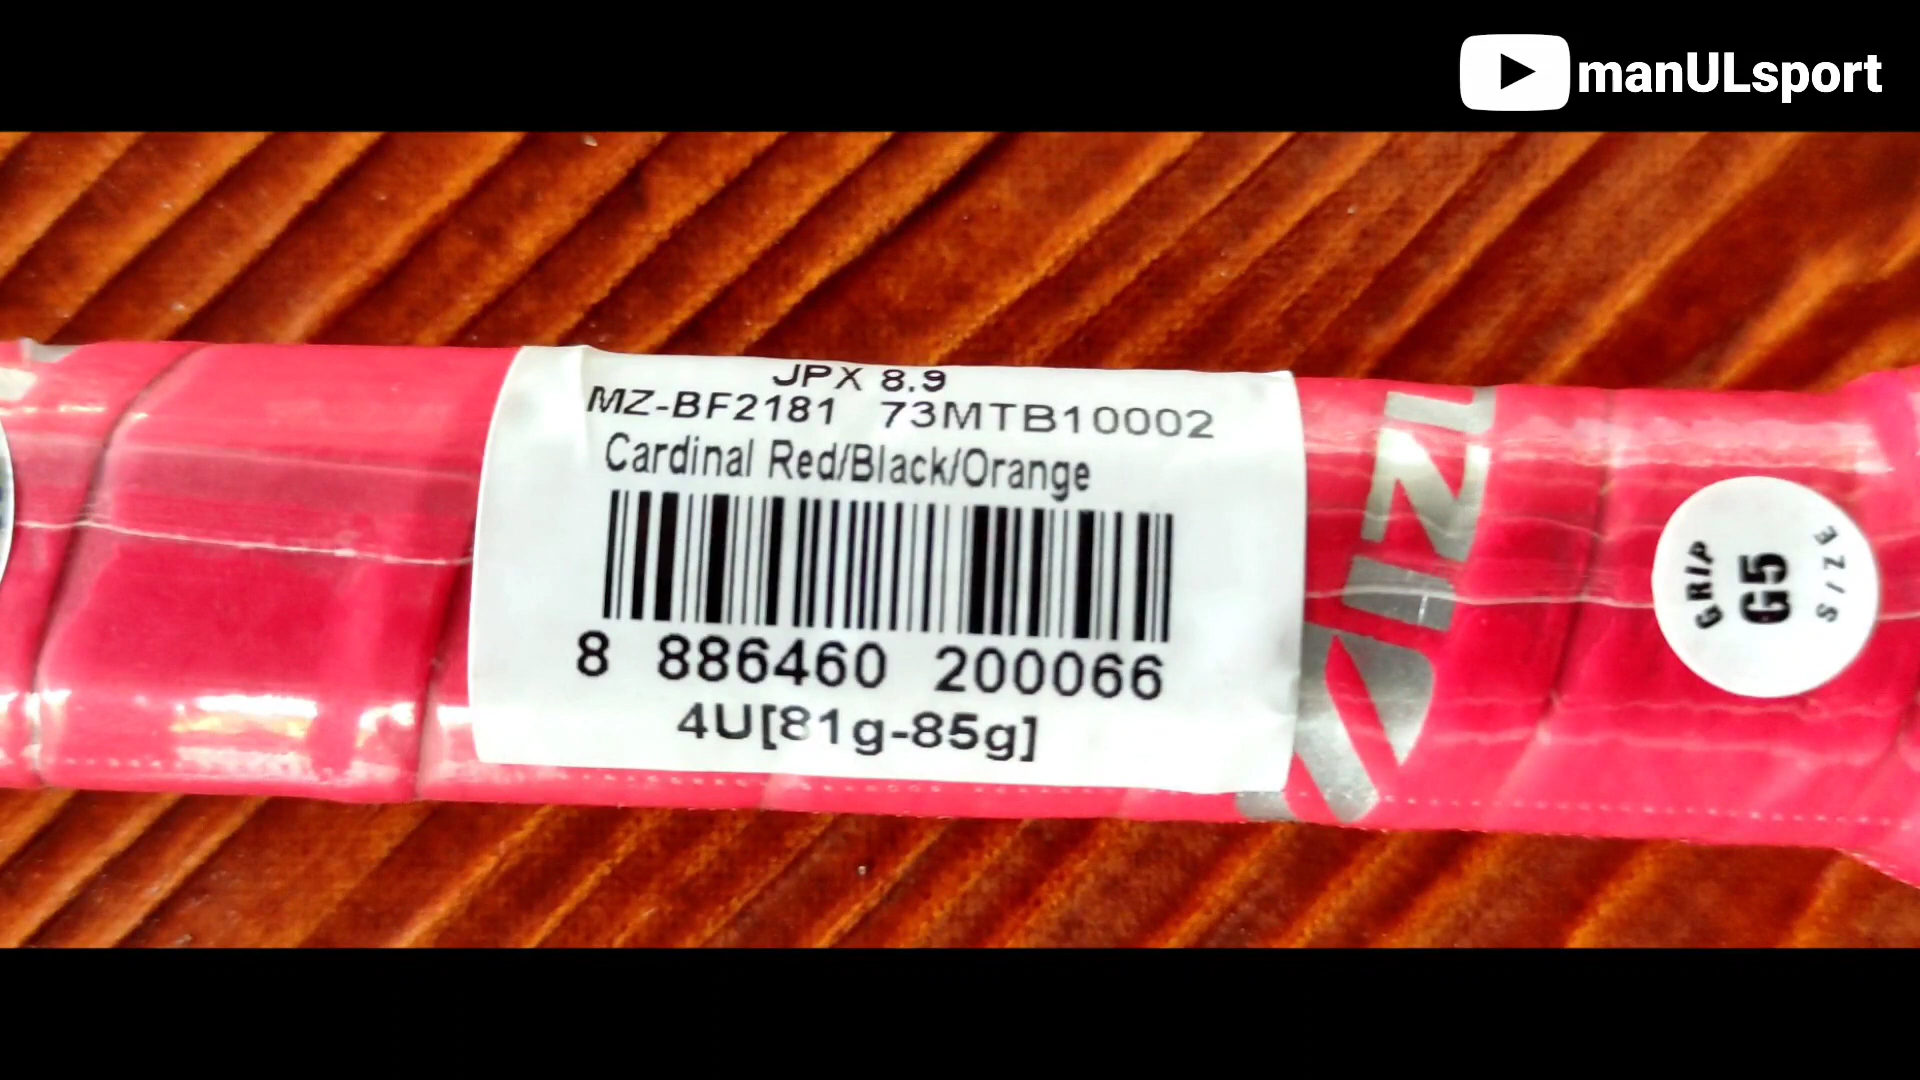 manULsport
JPX 8.9
MZ-BF2181 73MTB10002
Cardinal Red/Black/Orange
8 886460 200066
4U[81g-85g]
GRIP
G5
SIZE